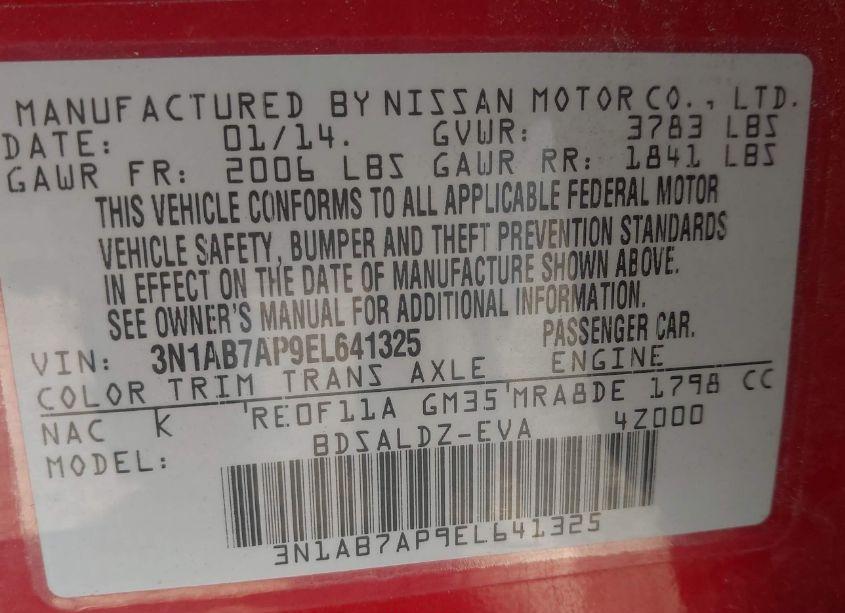 MANUFACTURED BY NISSAN MOTOR CO., LTD.
DATE: 01/14. GVWR: 3783 LBS
GAWR FR: 2006 LBS GAWR RR: 1841 LBS
THIS VEHICLE CONFORMS TO ALL APPLICABLE FEDERAL MOTOR
VEHICLE SAFETY, BUMPER AND THEFT PREVENTION STANDARDS
IN EFFECT ON THE DATE OF MANUFACTURE SHOWN ABOVE.
SEE OWNER'S MANUAL FOR ADDITIONAL INFORMATION.
VIN: 3N1AB7AP9EL641325 PASSENGER CAR.
COLOR TRIM TRANS AXLE ENGINE
NAC K RE0F11A GM35 MRA8DE 1798 CC
MODEL: BDSALDZ-EVA 4Z000
3N1AB7AP9EL641325